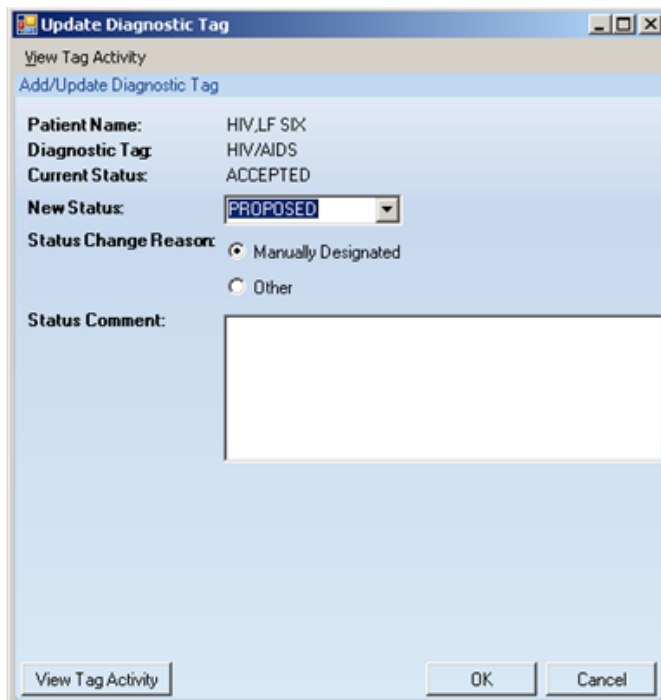 Update Diagnostic Tag
View Tag Activity
Add/Update Diagnostic Tag
Patient Name: HIV,LF SIX
Diagnostic Tag: HIV/AIDS
Current Status: ACCEPTED
New Status: PROPOSED
Status Change Reason: Manually Designated
Other
Status Comment:
View Tag Activity OK Cancel